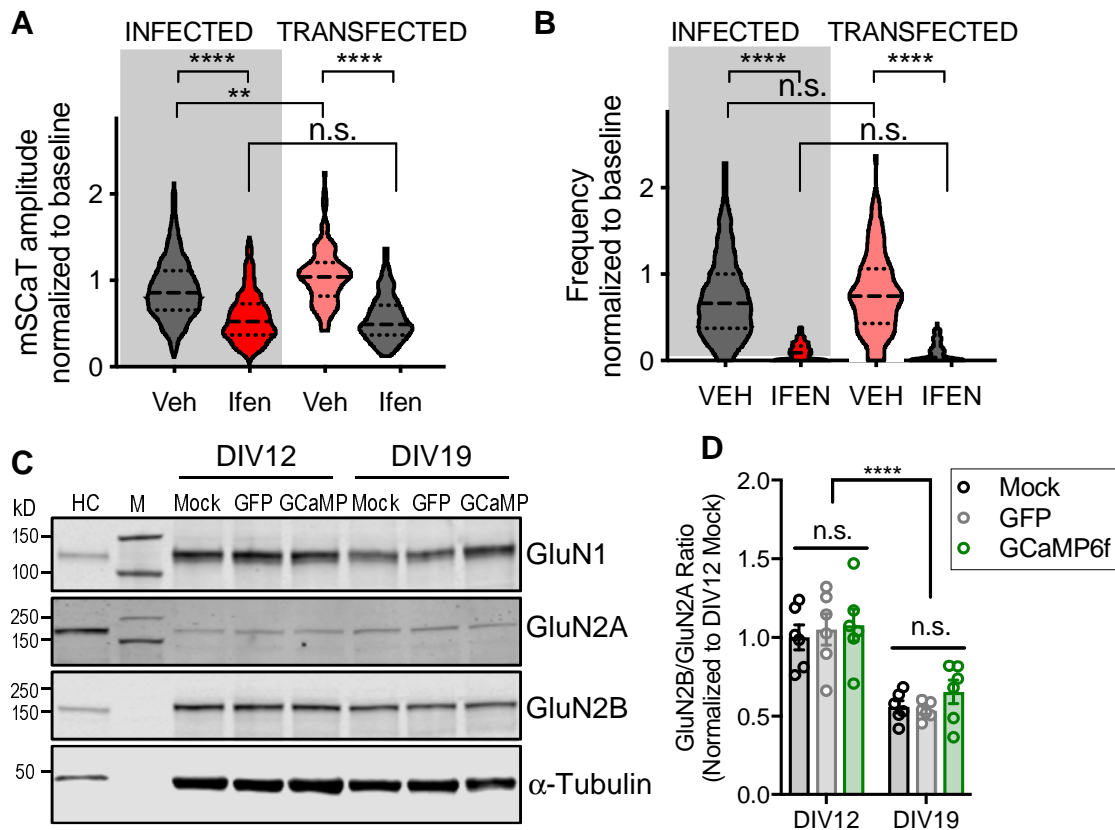 A
INFECTED TRANSFECTED
**** ****
**
n.s.
mSCaT amplitude
normalized to baseline
2
1
0
Veh Ifen Veh Ifen
B
INFECTED TRANSFECTED
**** ****
n.s.
n.s.
Frequency
normalized to baseline
2
1
0
VEH IFEN VEH IFEN
C
DIV12 DIV19
kD HC M Mock GFP GCaMP Mock GFP GCaMP
150
100
GluN1
250
150
GluN2A
250
150
GluN2B
50
α-Tubulin
D
GluN2B/GluN2A Ratio
(Normalized to DIV12 Mock)
2.0
1.5
1.0
0.5
0.0
****
n.s.
n.s.
DIV12 DIV19
Mock
GFP
GCaMP6f